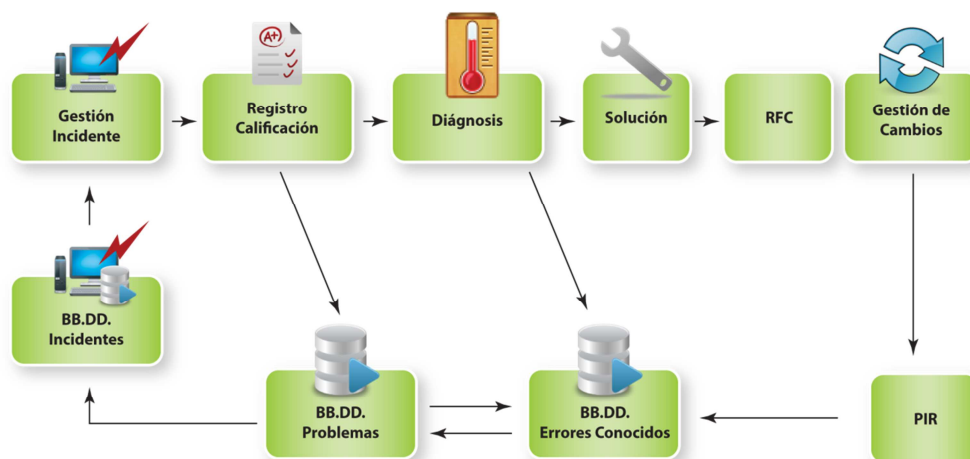 A+
Gestión
Incidente
Registro
Calificación
Diágnosis
Solución
RFC
Gestión de
Cambios
BB.DD.
Incidentes
BB.DD.
Problemas
BB.DD.
Errores Conocidos
PIR